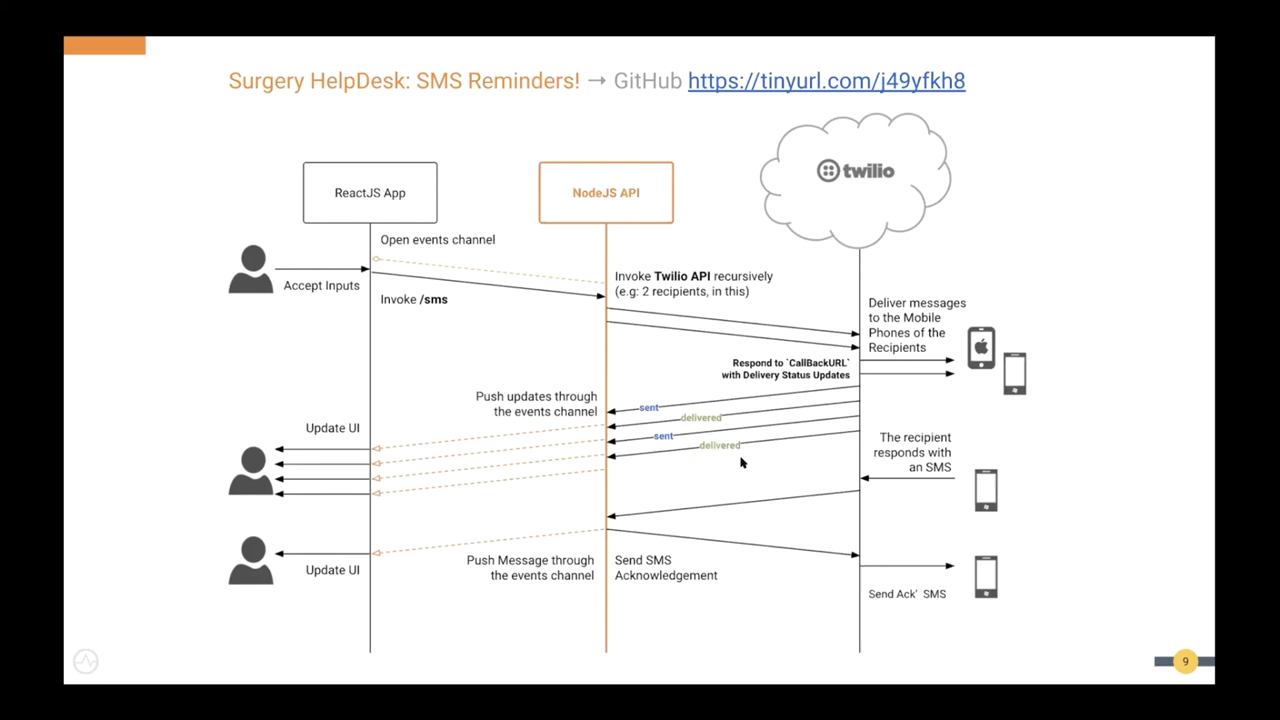 Surgery HelpDesk: SMS Reminders! → GitHub https://tinyurl.com/j49yfkh8
twilio
ReactJS App
NodeJS API
Open events channel
Accept Inputs
Invoke /sms
Invoke Twilio API recursively
(e.g: 2 recipients, in this)
Deliver messages
to the Mobile
Phones of the
Recipients
Respond to `CallBackURL`
with Delivery Status Updates
Push updates through
the events channel
sent
delivered
sent
delivered
Update UI
The recipient
responds with
an SMS
Update UI
Push Message through
the events channel
Send SMS
Acknowledgement
Send Ack' SMS
9